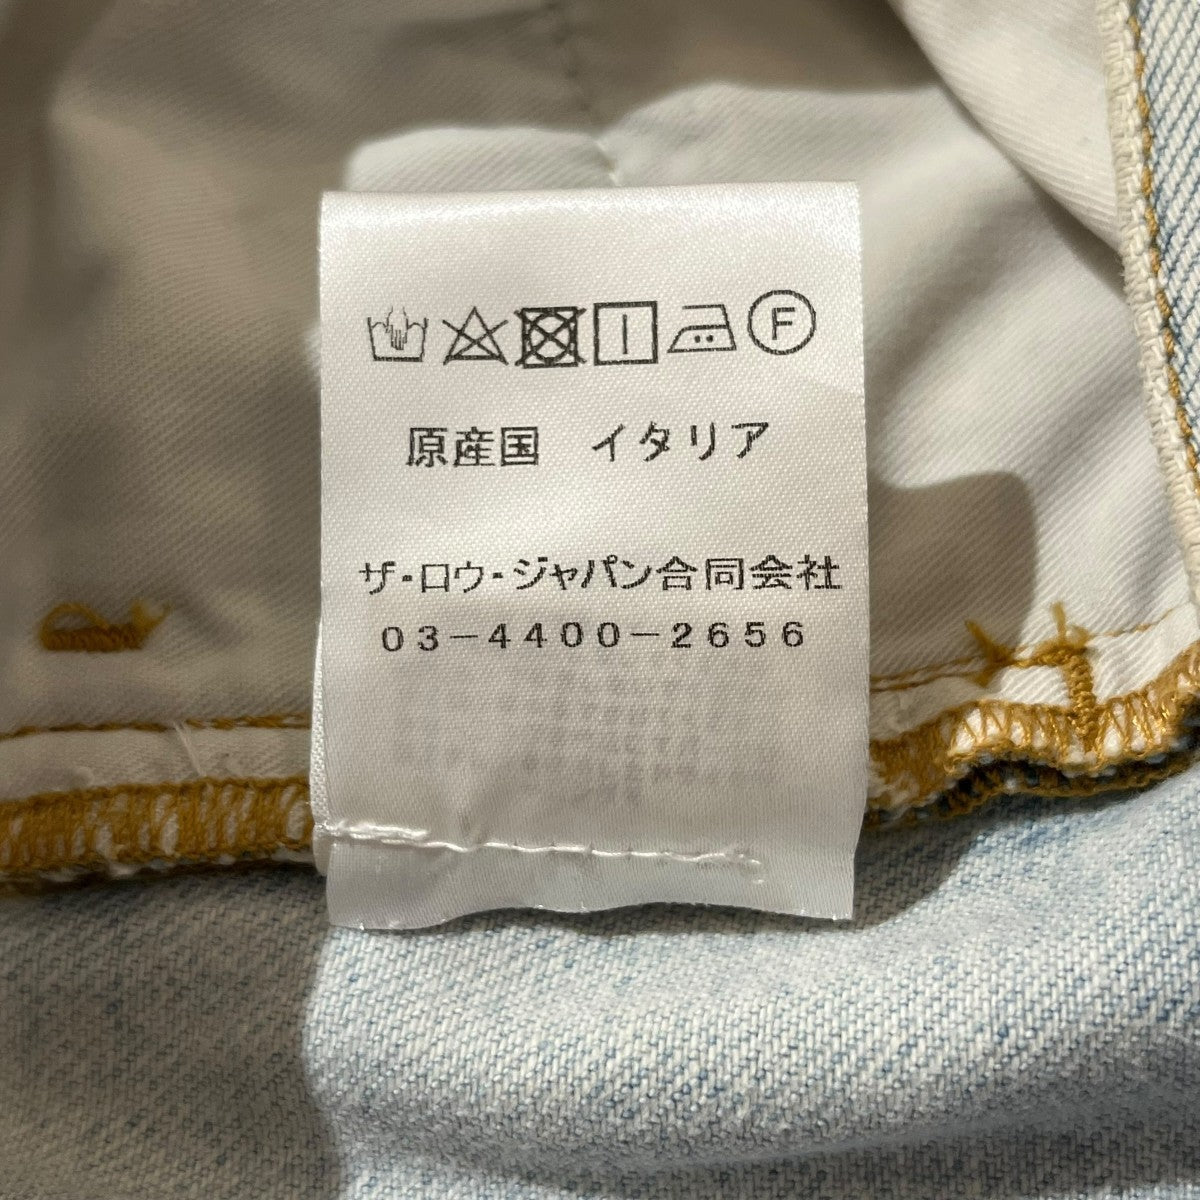 F
原産国　イタリア
ザ・ロウ・ジャパン合同会社
03-4400-2656